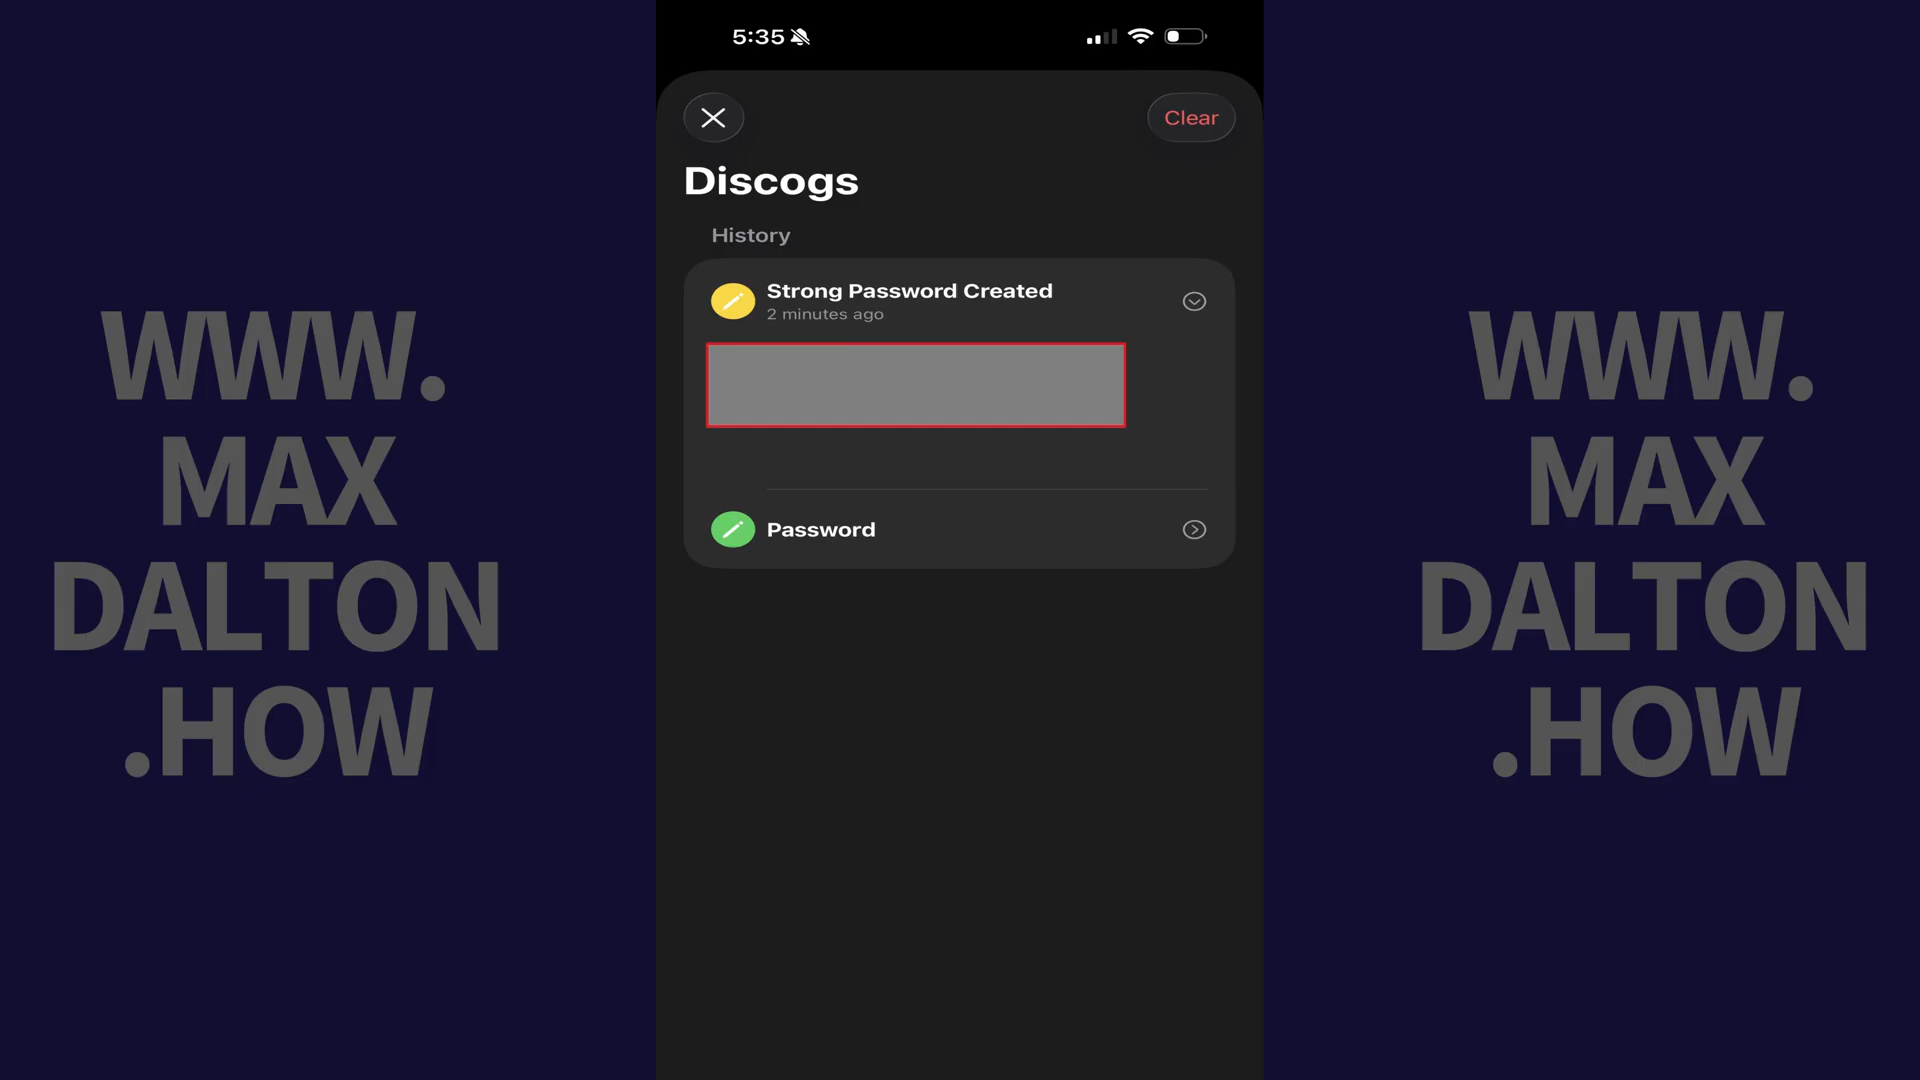 WWW.
MAX
DALTON
.HOW
5:35
Clear
Discogs
History
Strong Password Created
2 minutes ago
Password
WWW.
MAX
DALTON
.HOW